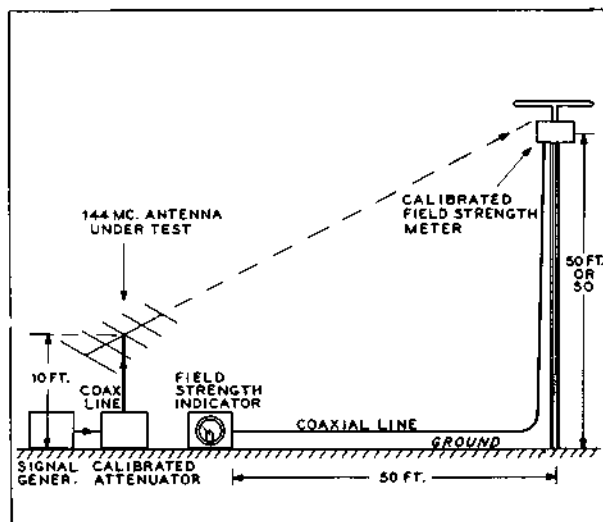 144 MC. ANTENNA
UNDER TEST
CALIBRATED
FIELD STRENGTH
METER
50 FT.
OR
SO
10 FT.
COAX
LINE
FIELD
STRENGTH
INDICATOR
COAXIAL LINE
GROUND
SIGNAL
GENER.
CALIBRATED
ATTENUATOR
50 FT.